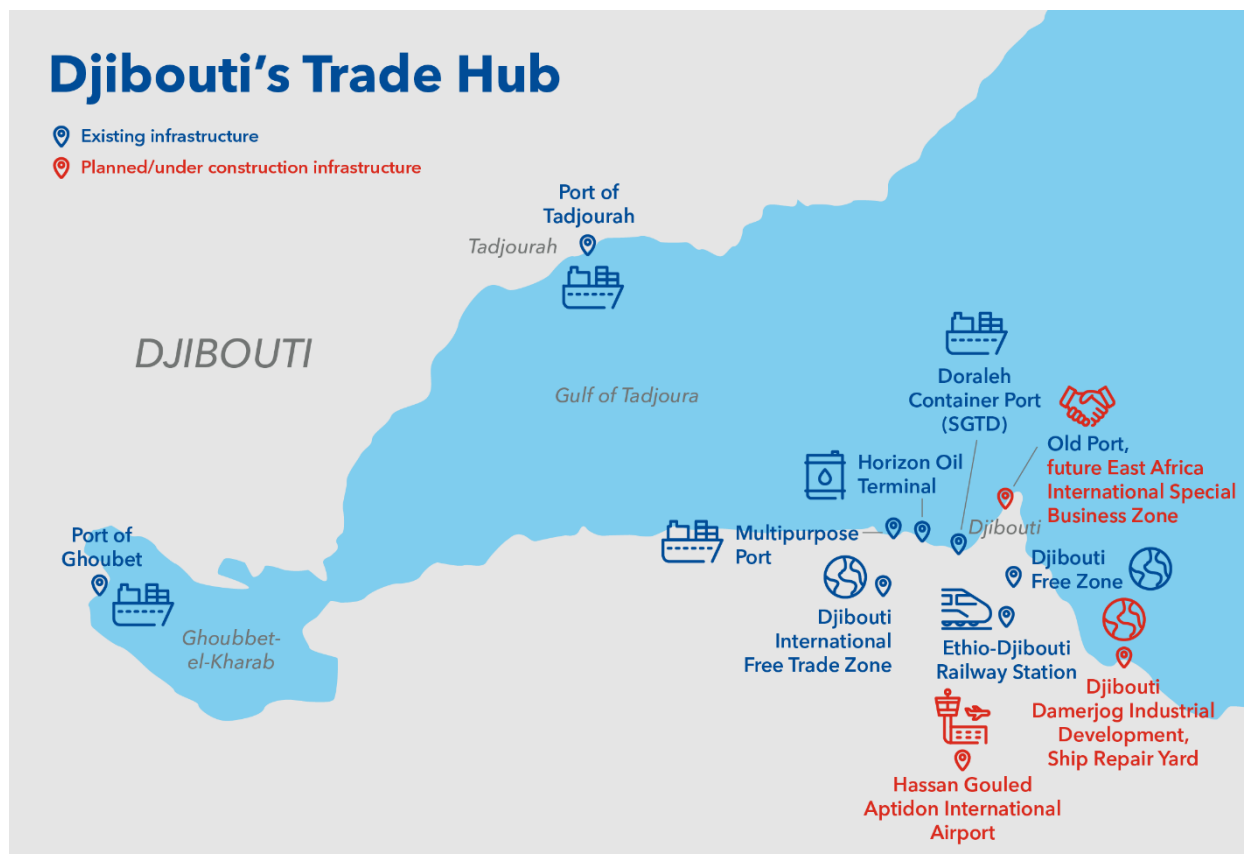 Djibouti's Trade Hub
Existing infrastructure
Planned/under construction infrastructure
Port of
Tadjourah
Tadjourah
DJIBOUTI
Gulf of Tadjoura
Doraleh
Container Port
(SGTD)
Old Port,
future East Africa
International Special
Business Zone
Horizon Oil
Terminal
Multipurpose
Port
Djibouti
Port of
Ghoubet
Ghoubbet-
el-Kharab
Djibouti
Free Zone
Djibouti
International
Free Trade Zone
Ethio-Djibouti
Railway Station
Djibouti
Damerjog Industrial
Development,
Ship Repair Yard
Hassan Gouled
Aptidon International
Airport